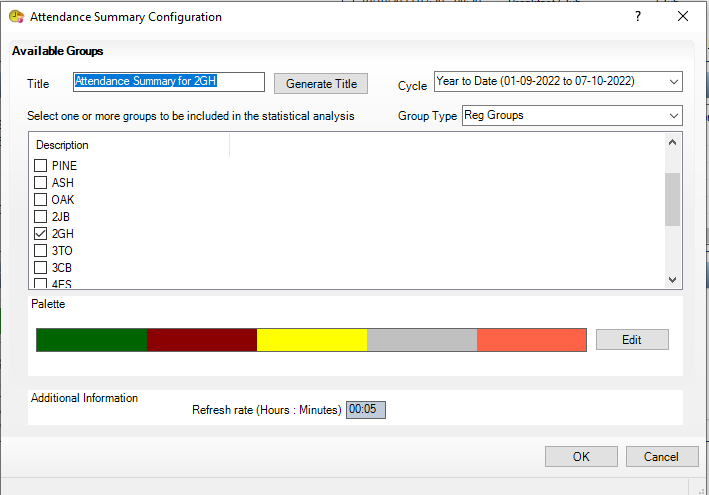 Attendance Summary Configuration
?
Available Groups
Title Attendance Summary for 2GH Generate Title Cycle Year to Date (01-09-2022 to 07-10-2022)
Select one or more groups to be included in the statistical analysis Group Type Reg Groups
Description
PINE
ASH
OAK
2JB
2GH
3TO
3CB
4ES
Palette
Edit
Additional Information
Refresh rate (Hours : Minutes) 00:05
OK Cancel